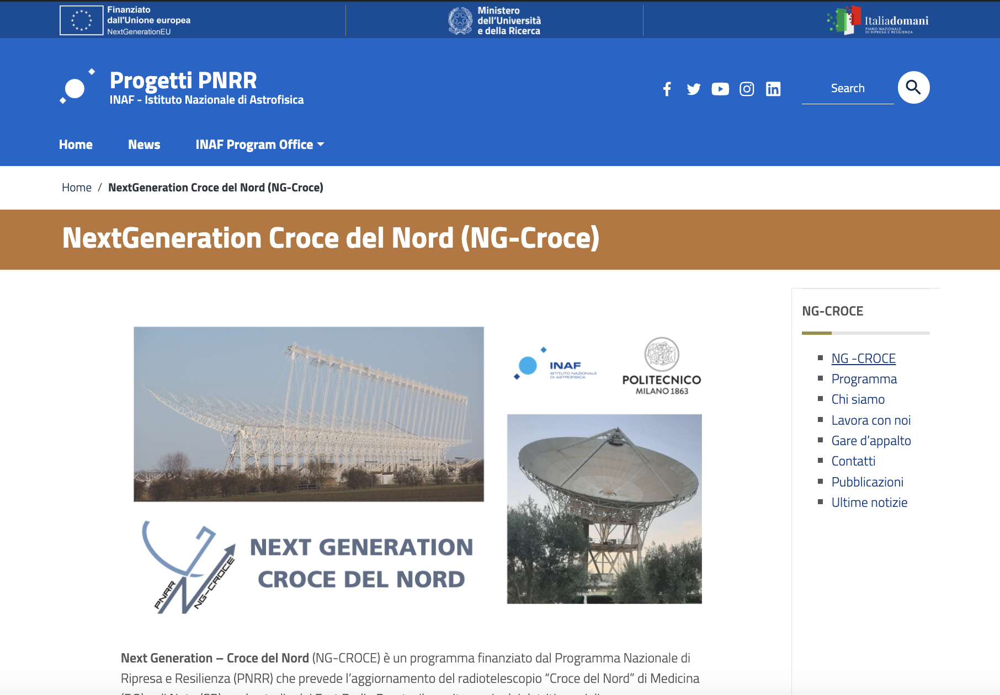 Finanziato
dall'Unione europea
NextGenerationEU
Ministero
dell'Università
e della Ricerca
Italiadomani
PIANO NAZIONALE
DI RIPRESA E RESILIENZA
Progetti PNRR
INAF - Istituto Nazionale di Astrofisica
Search
Home
News
INAF Program Office
Home / NextGeneration Croce del Nord (NG-Croce)
NextGeneration Croce del Nord (NG-Croce)
INAF
ISTITUTO NAZIONALE
DI ASTROFISICA
POLITECNICO
MILANO 1863
PNRR
NG-CROCE
NEXT GENERATION
CROCE DEL NORD
NG-CROCE
NG -CROCE
Programma
Chi siamo
Lavora con noi
Gare d’appalto
Contatti
Pubblicazioni
Ultime notizie
Next Generation – Croce del Nord (NG-CROCE) è un programma finanziato dal Programma Nazionale di
Ripresa e Resilienza (PNRR) che prevede l’aggiornamento del radiotelescopio “Croce del Nord” di Medicina